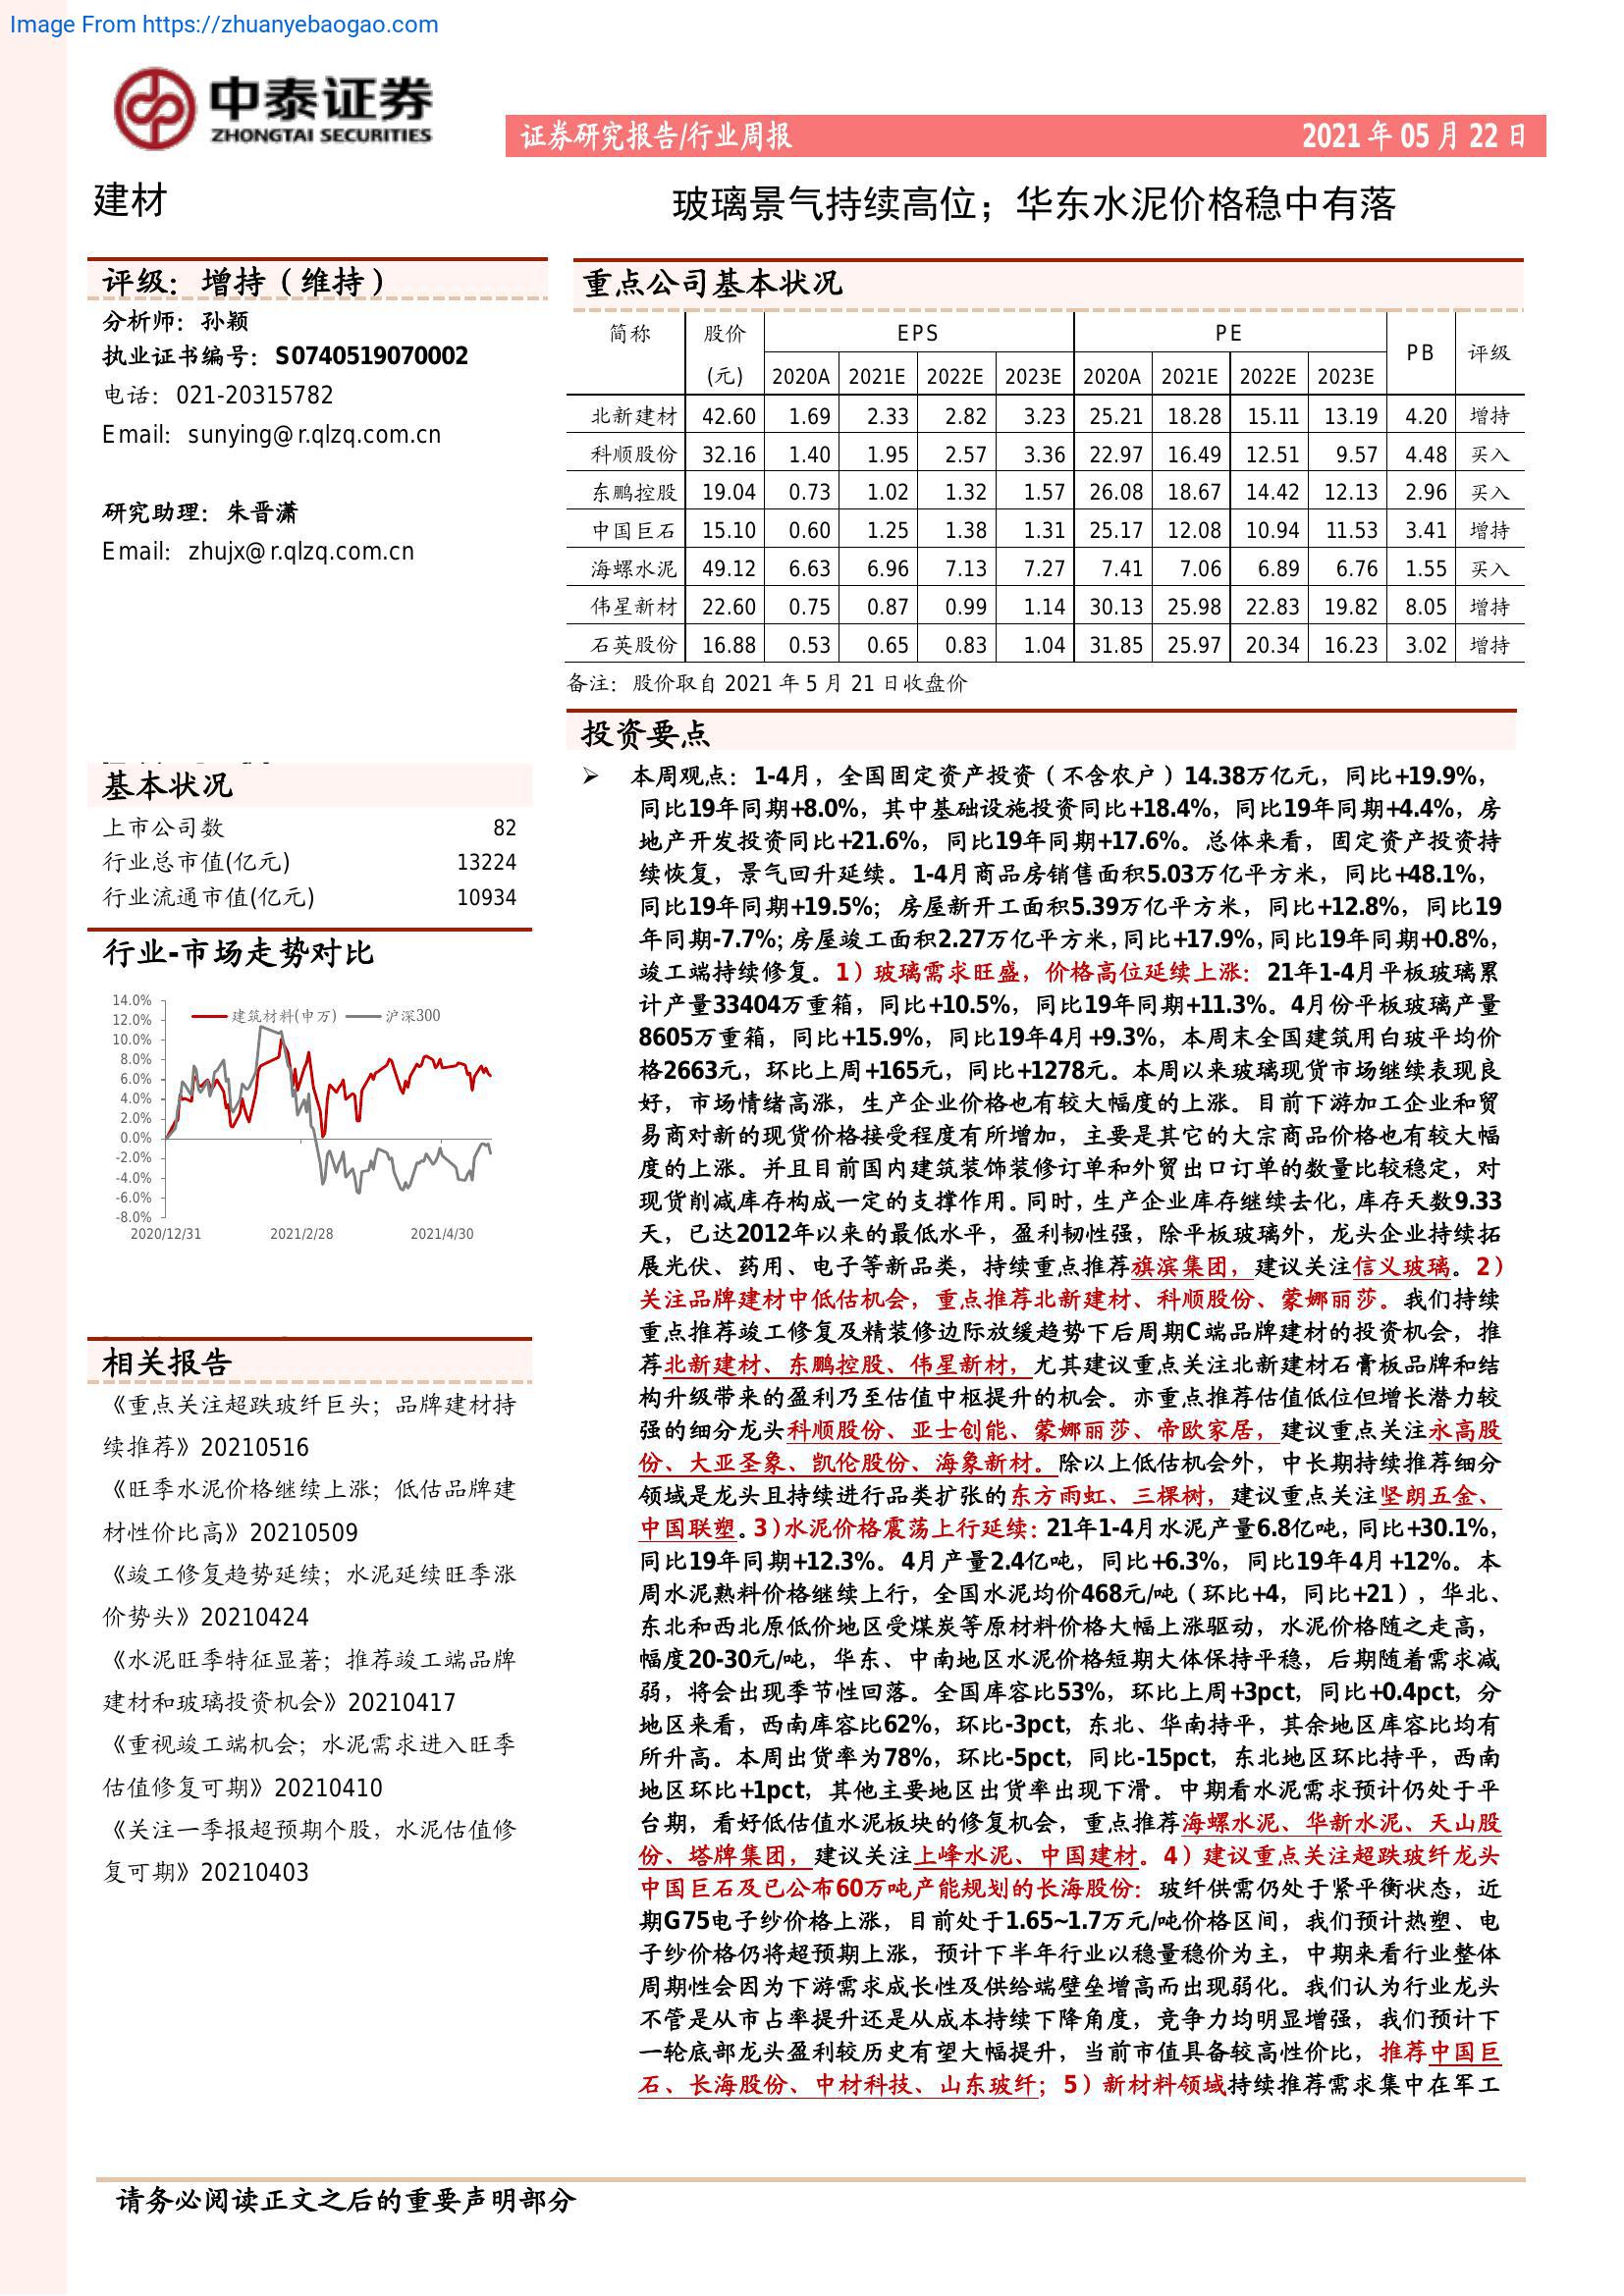 Image From https://zhuanyebaogao.com
中泰证券
ZHONGTAI SECURITIES
证券研究报告/行业周报 2021 年 05 月 22 日
建材
玻璃景气持续高位；华东水泥价格稳中有落
评级：增持（维持）
分析师：孙颖
执业证书编号：S0740519070002
电话：021-20315782
Email：sunying@r.qlzq.com.cn
研究助理：朱晋潇
Email：zhujx@r.qlzq.com.cn
基本状况
上市公司数 82
行业总市值(亿元) 13224
行业流通市值(亿元) 10934
行业-市场走势对比
建筑材料(申万) 沪深300
14.0%
12.0%
10.0%
8.0%
6.0%
4.0%
2.0%
0.0%
-2.0%
-4.0%
-6.0%
-8.0%
2020/12/31 2021/2/28 2021/4/30
相关报告
《重点关注超跌玻纤巨头；品牌建材持
续推荐》20210516
《旺季水泥价格继续上涨；低估品牌建
材性价比高》20210509
《竣工修复趋势延续；水泥延续旺季涨
价势头》20210424
《水泥旺季特征显著；推荐竣工端品牌
建材和玻璃投资机会》20210417
《重视竣工端机会；水泥需求进入旺季
估值修复可期》20210410
《关注一季报超预期个股，水泥估值修
复可期》20210403
重点公司基本状况
简称 股价 EPS PE PB 评级
(元) 2020A 2021E 2022E 2023E 2020A 2021E 2022E 2023E
北新建材 42.60 1.69 2.33 2.82 3.23 25.21 18.28 15.11 13.19 4.20 增持
科顺股份 32.16 1.40 1.95 2.57 3.36 22.97 16.49 12.51 9.57 4.48 买入
东鹏控股 19.04 0.73 1.02 1.32 1.57 26.08 18.67 14.42 12.13 2.96 买入
中国巨石 15.10 0.60 1.25 1.38 1.31 25.17 12.08 10.94 11.53 3.41 增持
海螺水泥 49.12 6.63 6.96 7.13 7.27 7.41 7.06 6.89 6.76 1.55 买入
伟星新材 22.60 0.75 0.87 0.99 1.14 30.13 25.98 22.83 19.82 8.05 增持
石英股份 16.88 0.53 0.65 0.83 1.04 31.85 25.97 20.34 16.23 3.02 增持
备注：股价取自 2021 年 5 月 21 日收盘价
投资要点
➢ 本周观点：1-4月，全国固定资产投资（不含农户）14.38万亿元，同比+19.9%，
同比19年同期+8.0%，其中基础设施投资同比+18.4%，同比19年同期+4.4%，房
地产开发投资同比+21.6%，同比19年同期+17.6%。总体来看，固定资产投资持
续恢复，景气回升延续。1-4月商品房销售面积5.03万亿平方米，同比+48.1%，
同比19年同期+19.5%；房屋新开工面积5.39万亿平方米，同比+12.8%，同比19
年同期-7.7%；房屋竣工面积2.27万亿平方米，同比+17.9%，同比19年同期+0.8%，
竣工端持续修复。1）玻璃需求旺盛，价格高位延续上涨：21年1-4月平板玻璃累
计产量33404万重箱，同比+10.5%，同比19年同期+11.3%。4月份平板玻璃产量
8605万重箱，同比+15.9%，同比19年4月+9.3%，本周末全国建筑用白玻平均价
格2663元，环比上周+165元，同比+1278元。本周以来玻璃现货市场继续表现良
好，市场情绪高涨，生产企业价格也有较大幅度的上涨。目前下游加工企业和贸
易商对新的现货价格接受程度有所增加，主要是其它的大宗商品价格也有较大幅
度的上涨。并且目前国内建筑装饰装修订单和外贸出口订单的数量比较稳定，对
现货削减库存构成一定的支撑作用。同时，生产企业库存继续去化，库存天数9.33
天，已达2012年以来的最低水平，盈利韧性强，除平板玻璃外，龙头企业持续拓
展光伏、药用、电子等新品类，持续重点推荐旗滨集团，建议关注信义玻璃。2）
关注品牌建材中低估机会，重点推荐北新建材、科顺股份、蒙娜丽莎。我们持续
重点推荐竣工修复及精装修边际放缓趋势下后周期C端品牌建材的投资机会，推
荐北新建材、东鹏控股、伟星新材，尤其建议重点关注北新建材石膏板品牌和结
构升级带来的盈利乃至估值中枢提升的机会。亦重点推荐估值低位但增长潜力较
强的细分龙头科顺股份、亚士创能、蒙娜丽莎、帝欧家居，建议重点关注永高股
份、大亚圣象、凯伦股份、海象新材。除以上低估机会外，中长期持续推荐细分
领域是龙头且持续进行品类扩张的东方雨虹、三棵树，建议重点关注坚朗五金、
中国联塑。3）水泥价格震荡上行延续：21年1-4月水泥产量6.8亿吨，同比+30.1%，
同比19年同期+12.3%。4月产量2.4亿吨，同比+6.3%，同比19年4月+12%。本
周水泥熟料价格继续上行，全国水泥均价468元/吨（环比+4，同比+21），华北、
东北和西北原低价地区受煤炭等原材料价格大幅上涨驱动，水泥价格随之走高，
幅度20-30元/吨，华东、中南地区水泥价格短期大体保持平稳，后期随着需求减
弱，将会出现季节性回落。全国库容比53%，环比上周+3pct，同比+0.4pct，分
地区来看，西南库容比62%，环比-3pct，东北、华南持平，其余地区库容比均有
所升高。本周出货率为78%，环比-5pct，同比-15pct，东北地区环比持平，西南
地区环比+1pct，其他主要地区出货率出现下滑。中期看水泥需求预计仍处于平
台期，看好低估值水泥板块的修复机会，重点推荐海螺水泥、华新水泥、天山股
份、塔牌集团，建议关注上峰水泥、中国建材。4）建议重点关注超跌玻纤龙头
中国巨石及已公布60万吨产能规划的长海股份：玻纤供需仍处于紧平衡状态，近
期G75电子纱价格上涨，目前处于1.65~1.7万元/吨价格区间，我们预计热塑、电
子纱价格仍将超预期上涨，预计下半年行业以稳量稳价为主，中期来看行业整体
周期性会因为下游需求成长性及供给端壁垒增高而出现弱化。我们认为行业龙头
不管是从市占率提升还是从成本持续下降角度，竞争力均明显增强，我们预计下
一轮底部龙头盈利较历史有望大幅提升，当前市值具备较高性价比，推荐中国巨
石、长海股份、中材科技、山东玻纤；5）新材料领域持续推荐需求集中在军工
请务必阅读正文之后的重要声明部分